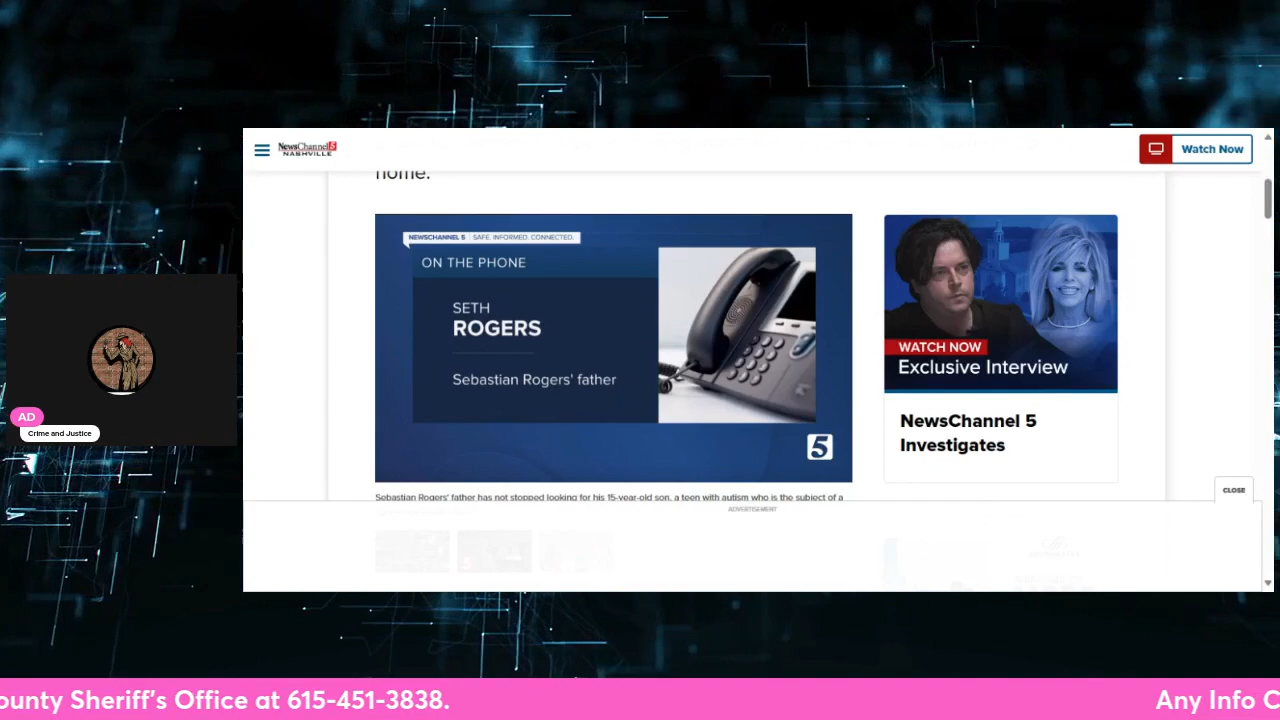 NewsChannel 5
NASHVILLE
Watch Now
home.
NEWSCHANNEL 5 | SAFE. INFORMED. CONNECTED.
ON THE PHONE
SETH
ROGERS
Sebastian Rogers' father
5
WATCH NOW
Exclusive Interview
NewsChannel 5
Investigates
AD
Crime and Justice
CLOSE
Sebastian Rogers' father has not stopped looking for his 15-year-old son, a teen with autism who is the subject of a
ADVERTISEMENT
ounty Sheriff's Office at 615-451-3838.
Any Info C